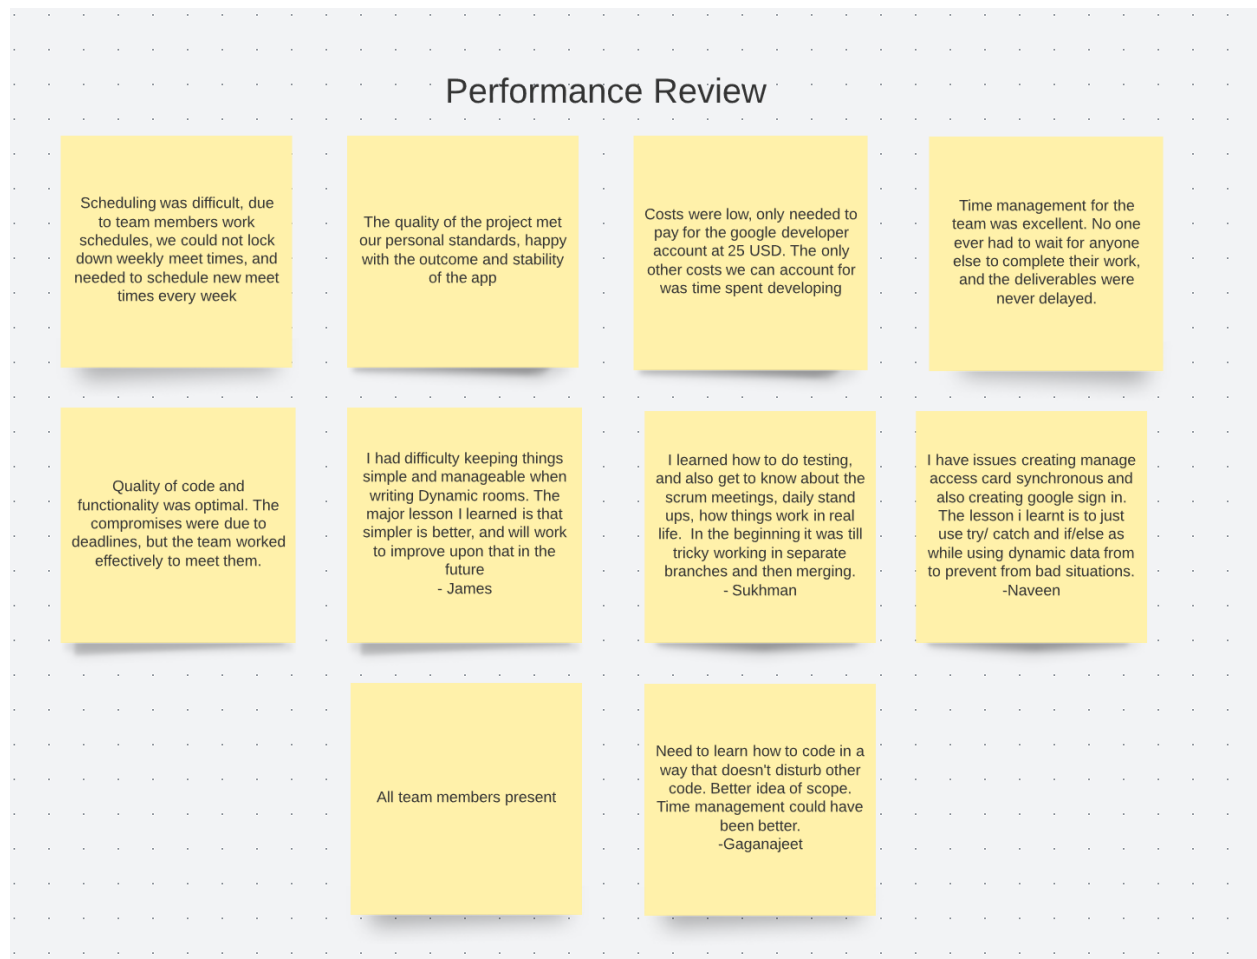 Performance Review
Scheduling was difficult, due
to team members work
schedules, we could not lock
down weekly meet times, and
needed to schedule new meet
times every week
The quality of the project met
our personal standards, happy
with the outcome and stability
of the app
Costs were low, only needed to
pay for the google developer
account at 25 USD. The only
other costs we can account for
was time spent developing
Time management for the
team was excellent. No one
ever had to wait for anyone
else to complete their work,
and the deliverables were
never delayed.
Quality of code and
functionality was optimal. The
compromises were due to
deadlines, but the team worked
effectively to meet them.
I had difficulty keeping things
simple and manageable when
writing Dynamic rooms. The
major lesson I learned is that
simpler is better, and will work
to improve upon that in the
future
- James
I learned how to do testing,
and also get to know about the
scrum meetings, daily stand
ups, how things work in real
life.  In the beginning it was till
tricky working in separate
branches and then merging.
- Sukhman
I have issues creating manage
access card synchronous and
also creating google sign in.
The lesson i learnt is to just
use try/ catch and if/else as
while using dynamic data from
to prevent from bad situations.
-Naveen
All team members present
Need to learn how to code in a
way that doesn't disturb other
code. Better idea of scope.
Time management could have
been better.
-Gaganajeet